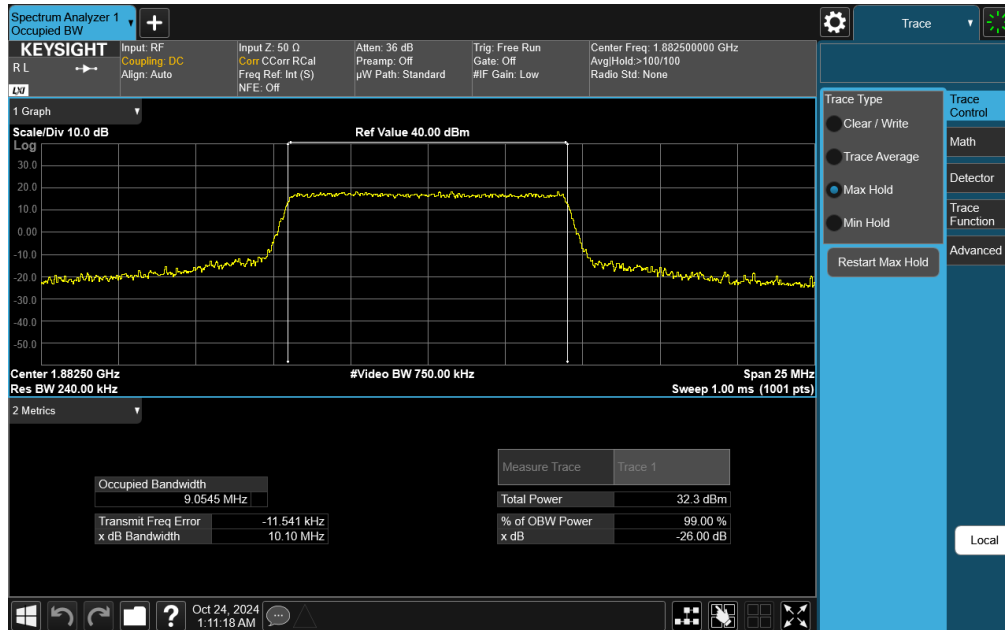 Spectrum Analyzer 1
Occupied BW
Trace
KEYSIGHT
R L
LXI
Input: RF
Coupling: DC
Align: Auto
Input Z: 50 Ω
Corr CCorr RCal
Freq Ref: Int (S)
NFE: Off
Atten: 36 dB
Preamp: Off
µW Path: Standard
Trig: Free Run
Gate: Off
#IF Gain: Low
Center Freq: 1.882500000 GHz
Avg|Hold:>100/100
Radio Std: None
1 Graph
Scale/Div 10.0 dB
Ref Value 40.00 dBm
Log
30.0
20.0
10.0
0.00
-10.0
-20.0
-30.0
-40.0
-50.0
Center 1.88250 GHz
#Video BW 750.00 kHz
Span 25 MHz
Res BW 240.00 kHz
Sweep 1.00 ms (1001 pts)
2 Metrics
Measure Trace
Trace 1
Occupied Bandwidth
9.0545 MHz
Total Power
32.3 dBm
Transmit Freq Error
-11.541 kHz
% of OBW Power
99.00 %
x dB Bandwidth
10.10 MHz
x dB
-26.00 dB
Trace Type
Clear / Write
Trace Average
Max Hold
Min Hold
Restart Max Hold
Trace
Control
Math
Detector
Trace
Function
Advanced
Local
?
Oct 24, 2024
1:11:18 AM